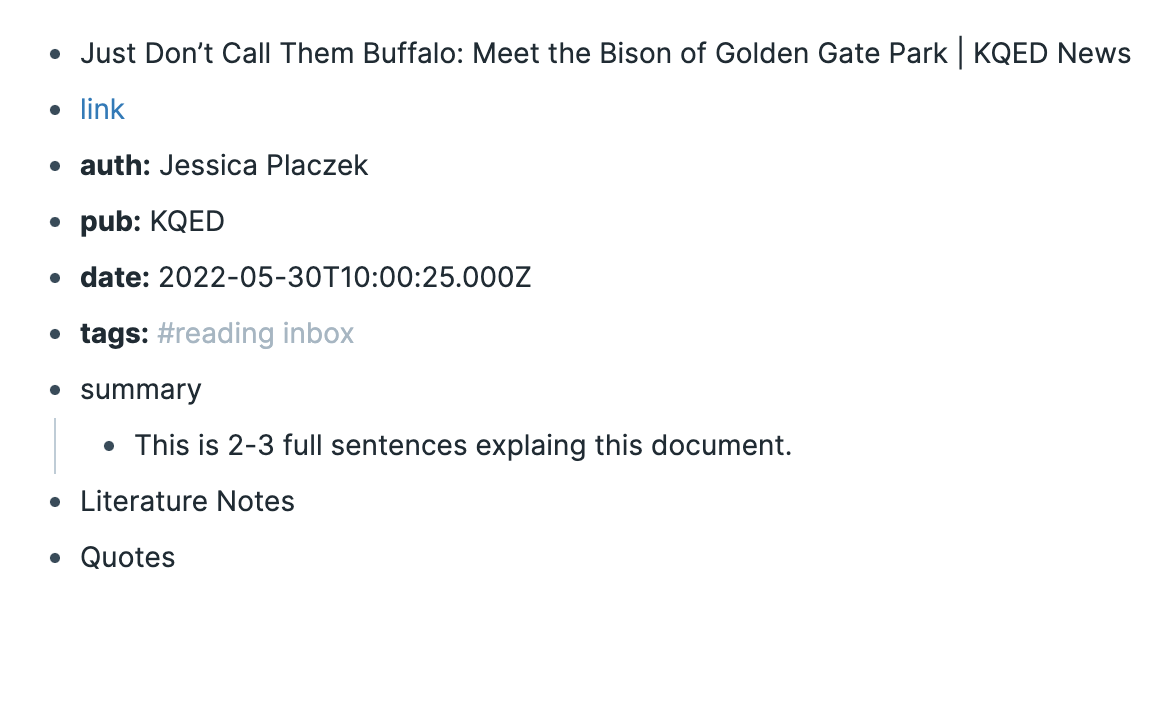 Just Don’t Call Them Buffalo: Meet the Bison of Golden Gate Park | KQED News
link
auth: Jessica Placzek
pub: KQED
date: 2022-05-30T10:00:25.000Z
tags: #reading inbox
summary
This is 2-3 full sentences explaing this document.
Literature Notes
Quotes